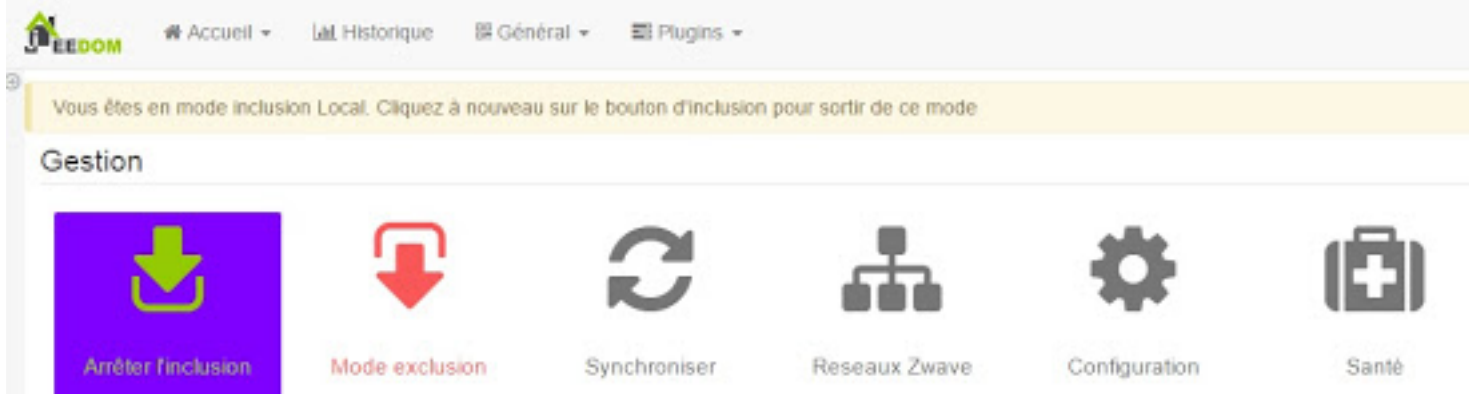 JEEDOM Accueil Historique Général Plugins
Vous êtes en mode inclusion Local. Cliquez à nouveau sur le bouton d'inclusion pour sortir de ce mode
Gestion
Arrêter l'inclusion Mode exclusion Synchroniser Reseaux Zwave Configuration Santé